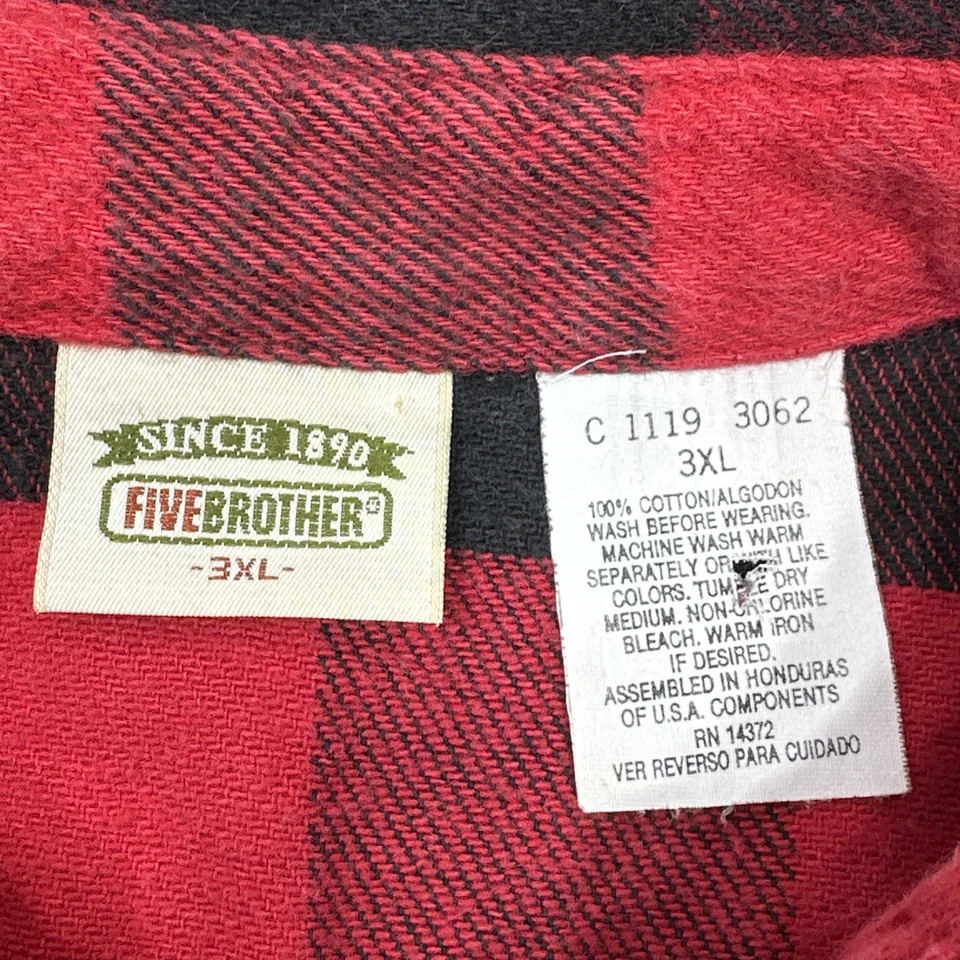 SINCE 1890
FIVEBROTHER®
-3XL-
C 1119 3062
3XL
100% COTTON/ALGODON
WASH BEFORE WEARING.
MACHINE WASH WARM
SEPARATELY OR WITH LIKE
COLORS. TUMBLE DRY
MEDIUM. NON-CHLORINE
BLEACH. WARM IRON
IF DESIRED.
ASSEMBLED IN HONDURAS
OF U.S.A. COMPONENTS
RN 14372
VER REVERSO PARA CUIDADO